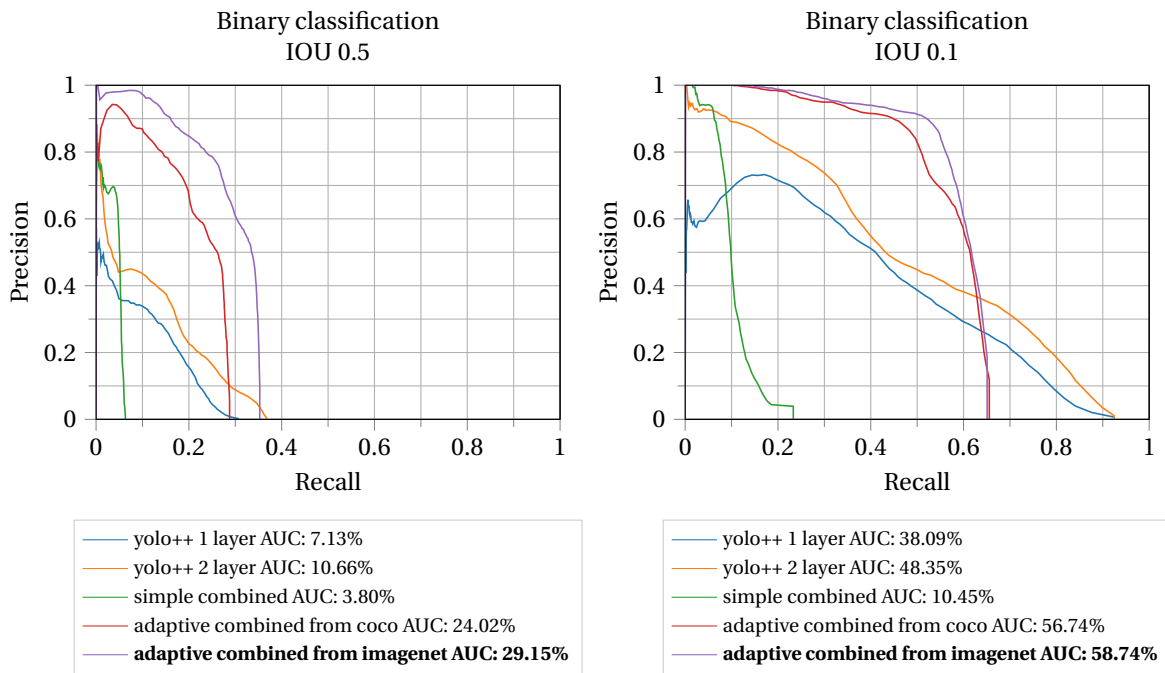 Binary classification
IOU 0.5
1
0.8
0.6
0.4
0.2
0
Precision
0
0.2
0.4
0.6
0.8
1
Recall
yolo++ 1 layer AUC: 7.13%
yolo++ 2 layer AUC: 10.66%
simple combined AUC: 3.80%
adaptive combined from coco AUC: 24.02%
adaptive combined from imagenet AUC: 29.15%
Binary classification
IOU 0.1
1
0.8
0.6
0.4
0.2
0
Precision
0
0.2
0.4
0.6
0.8
1
Recall
yolo++ 1 layer AUC: 38.09%
yolo++ 2 layer AUC: 48.35%
simple combined AUC: 10.45%
adaptive combined from coco AUC: 56.74%
adaptive combined from imagenet AUC: 58.74%